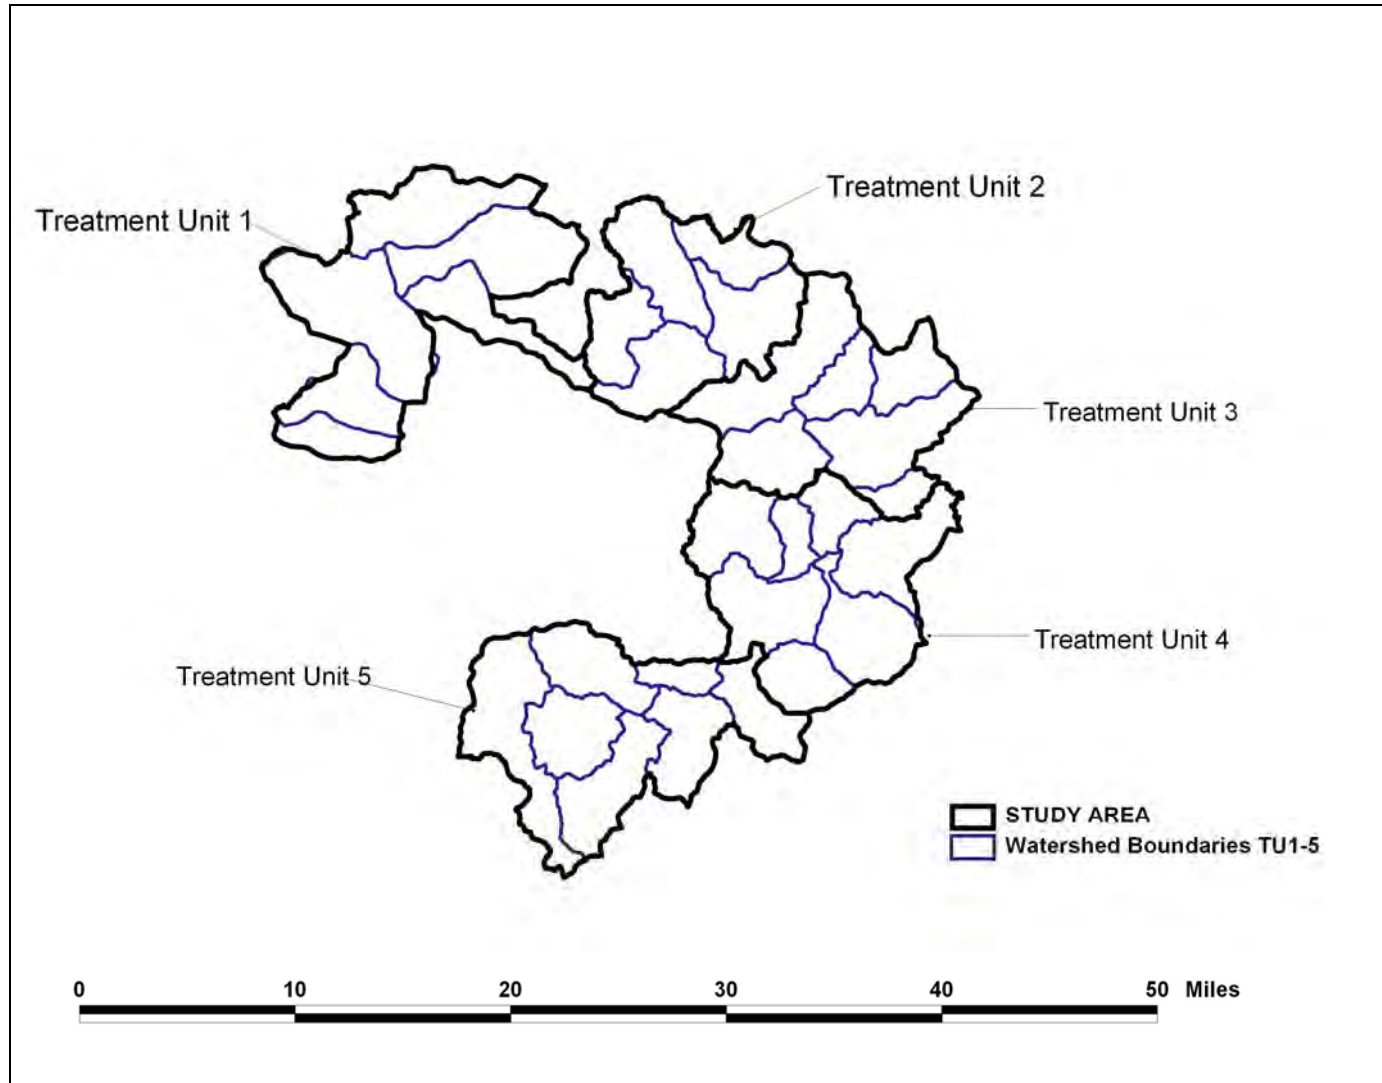 Treatment Unit 2
Treatment Unit 1
Treatment Unit 3
Treatment Unit 4
Treatment Unit 5
STUDY AREA
Watershed Boundaries TU1-5
0 10 20 30 40 50 Miles